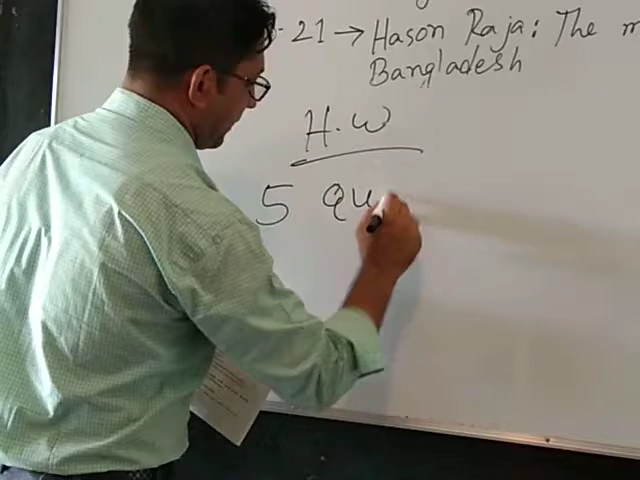 21 → Hason Raja: The
Bangladesh
H.W
5 Qu